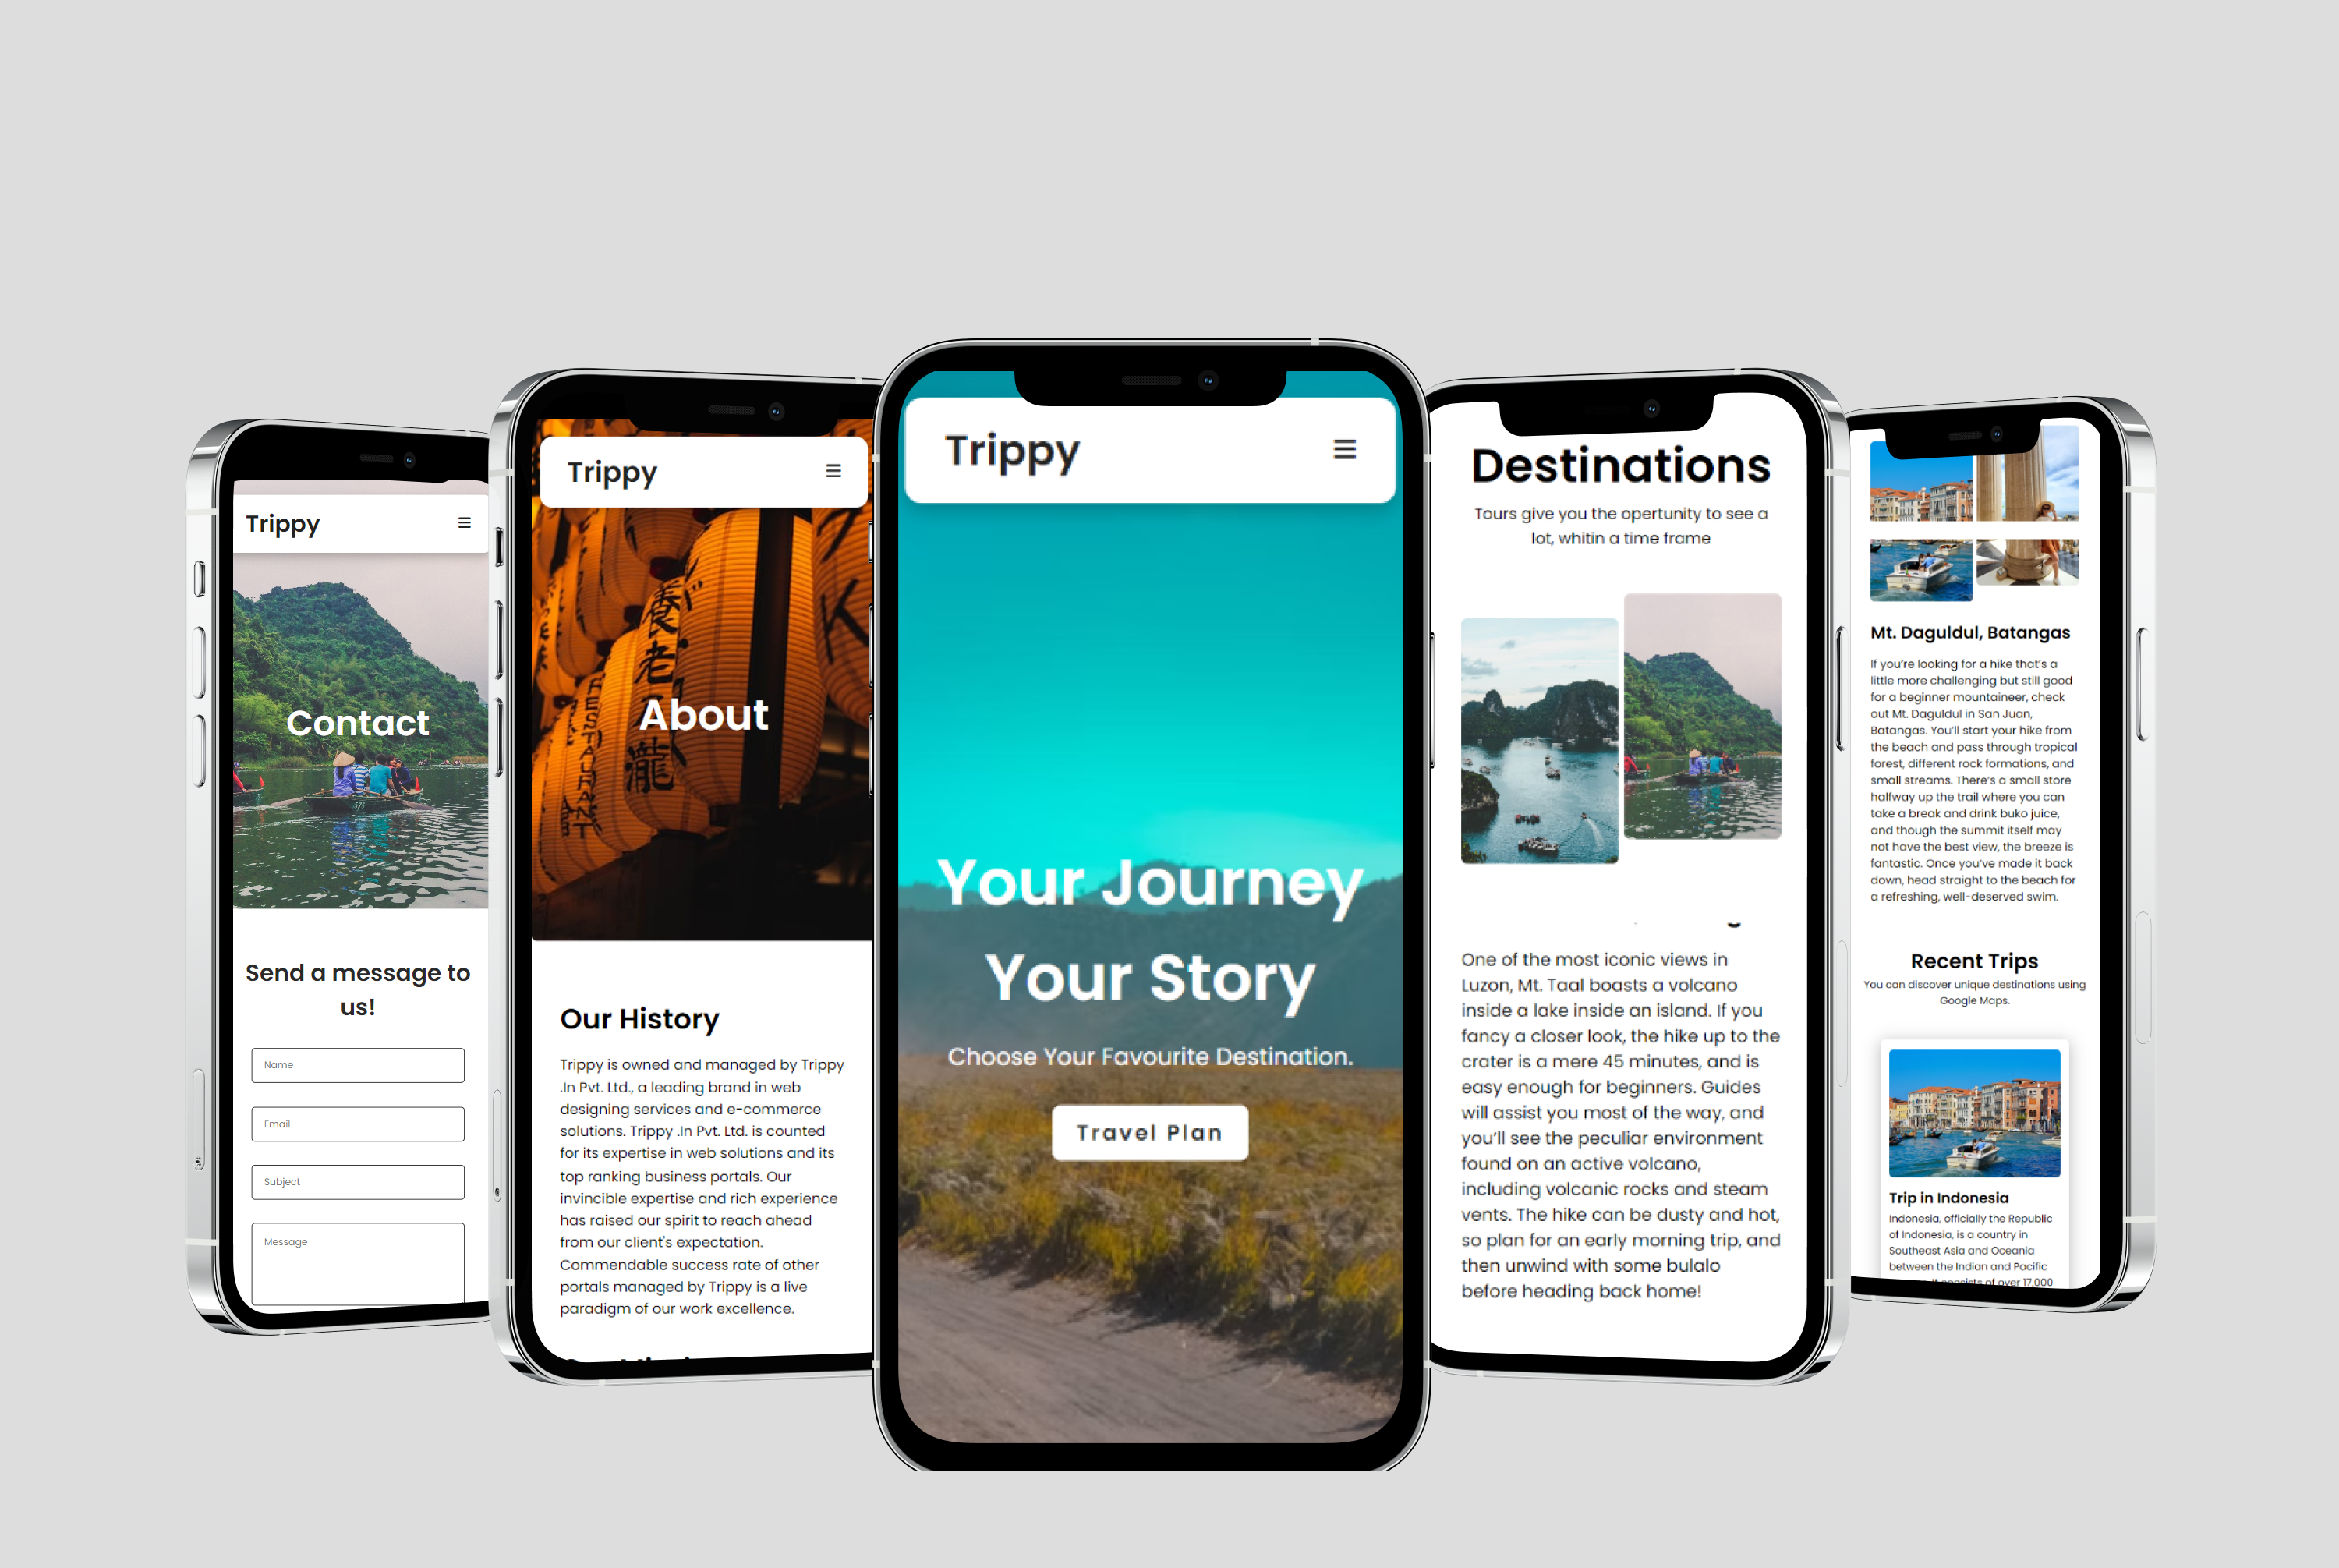 Trippy
Contact
Send a message to
us!
Name
Email
Subject
Message
Trippy
養老
瀧
RESTAURANT
About
Our History
Trippy is owned and managed by Trippy
.In Pvt. Ltd., a leading brand in web
designing services and e-commerce
solutions. Trippy .In Pvt. Ltd. is counted
for its expertise in web solutions and its
top ranking business portals. Our
invincible expertise and rich experience
has raised our spirit to reach ahead
from our client's expectation.
Commendable success rate of other
portals managed by Trippy is a live
paradigm of our work excellence.
Trippy
Your Journey
Your Story
Choose Your Favourite Destination.
Travel Plan
Destinations
Tours give you the opertunity to see a
lot, whitin a time frame
One of the most iconic views in
Luzon, Mt. Taal boasts a volcano
inside a lake inside an island. If you
fancy a closer look, the hike up to the
crater is a mere 45 minutes, and is
easy enough for beginners. Guides
will assist you most of the way, and
you'll see the peculiar environment
found on an active volcano,
including volcanic rocks and steam
vents. The hike can be dusty and hot,
so plan for an early morning trip, and
then unwind with some bulalo
before heading back home!
Mt. Daguldul, Batangas
If you're looking for a hike that's a
little more challenging but still good
for a beginner mountaineer, check
out Mt. Daguldul in San Juan,
Batangas. You'll start your hike from
the beach and pass through tropical
forest, different rock formations, and
small streams. There's a small store
halfway up the trail where you can
take a break and drink buko juice,
and though the summit itself may
not have the best view, the breeze is
fantastic. Once you've made it back
down, head straight to the beach for
a refreshing, well-deserved swim.
Recent Trips
You can discover unique destinations using
Google Maps.
Trip in Indonesia
Indonesia, officially the Republic
of Indonesia, is a country in
Southeast Asia and Oceania
between the Indian and Pacific
It consists of over 17,000